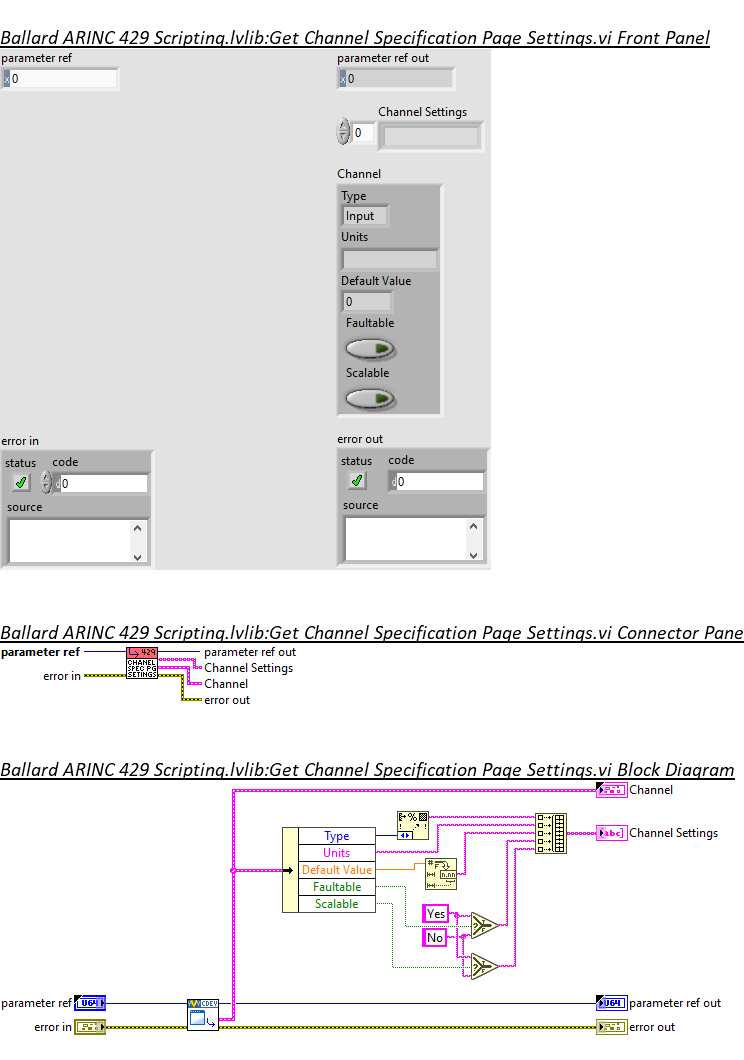 Ballard ARINC 429 Scripting.lvlib:Get Channel Specification Page Settings.vi Front Panel
parameter ref
x 0
parameter ref out
x 0
Channel Settings
0
Channel
Type
Input
Units
Default Value
0
Faultable
Scalable
error in
status code
d 0
source
error out
status code
d 0
source
Ballard ARINC 429 Scripting.lvlib:Get Channel Specification Page Settings.vi Connector Pane
parameter ref
error in
429
CHANEL
SPEC PG
SETINGS
parameter ref out
Channel Settings
Channel
error out
Ballard ARINC 429 Scripting.lvlib:Get Channel Specification Page Settings.vi Block Diagram
Channel
Type
Units
Default Value
Faultable
Scalable
Channel Settings
abc
Yes
No
T
F
T
F
parameter ref
U64
CDEV
U64
parameter ref out
error in
error out